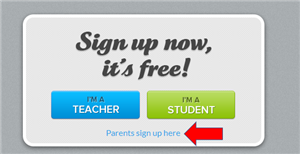 Sign up now,
it's free!
I'M A
TEACHER
I'M A
STUDENT
Parents sign up here